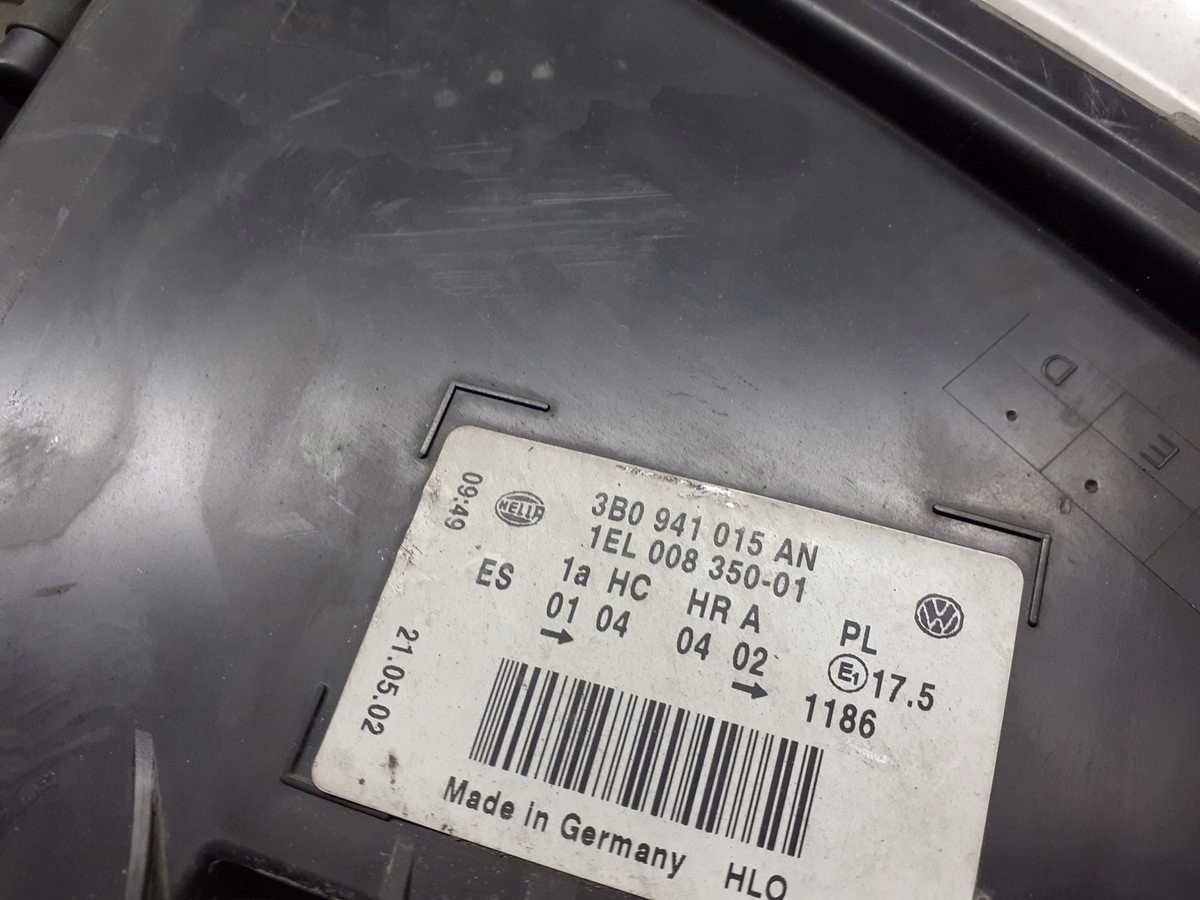 09:49
HELLA
3B0 941 015 AN
1EL 008 350-01
ES 1a HC HR A PL
01 04 04 02 E1 17.5
→ → 1186
21.05.02
Made in Germany HLO
VW
D
E